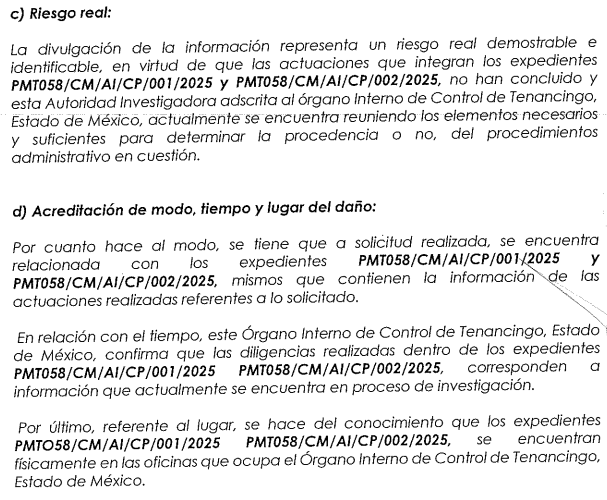 c) Riesgo real:
La divulgación de la información representa un riesgo real demostrable e
identificable, en virtud de que las actuaciones que integran los expedientes
PMT058/CM/AI/CP/001/2025 y PMT058/CM/AI/CP/002/2025, no han concluido y
esta Autoridad Investigadora adscrita al órgano Interno de Control de Tenancingo,
Estado de México, actualmente se encuentra reuniendo los elementos necesarios
y suficientes para determinar la procedencia o no, del procedimientos
administrativo en cuestión.
d) Acreditación de modo, tiempo y lugar del daño:
Por cuanto hace al modo, se tiene que a solicitud realizada, se encuentra
relacionada con los expedientes PMT058/CM/AI/CP/001/2025 y
PMT058/CM/AI/CP/002/2025, mismos que contienen la información de las
actuaciones realizadas referentes a lo solicitado.
En relación con el tiempo, este Órgano Interno de Control de Tenancingo, Estado
de México, confirma que las diligencias realizadas dentro de los expedientes
PMT058/CM/AI/CP/001/2025 PMT058/CM/AI/CP/002/2025, corresponden a
información que actualmente se encuentra en proceso de investigación.
Por último, referente al lugar, se hace del conocimiento que los expedientes
PMTO58/CM/AI/CP/001/2025 PMT058/CM/AI/CP/002/2025, se encuentran
físicamente en las oficinas que ocupa el Órgano Interno de Control de Tenancingo,
Estado de México.